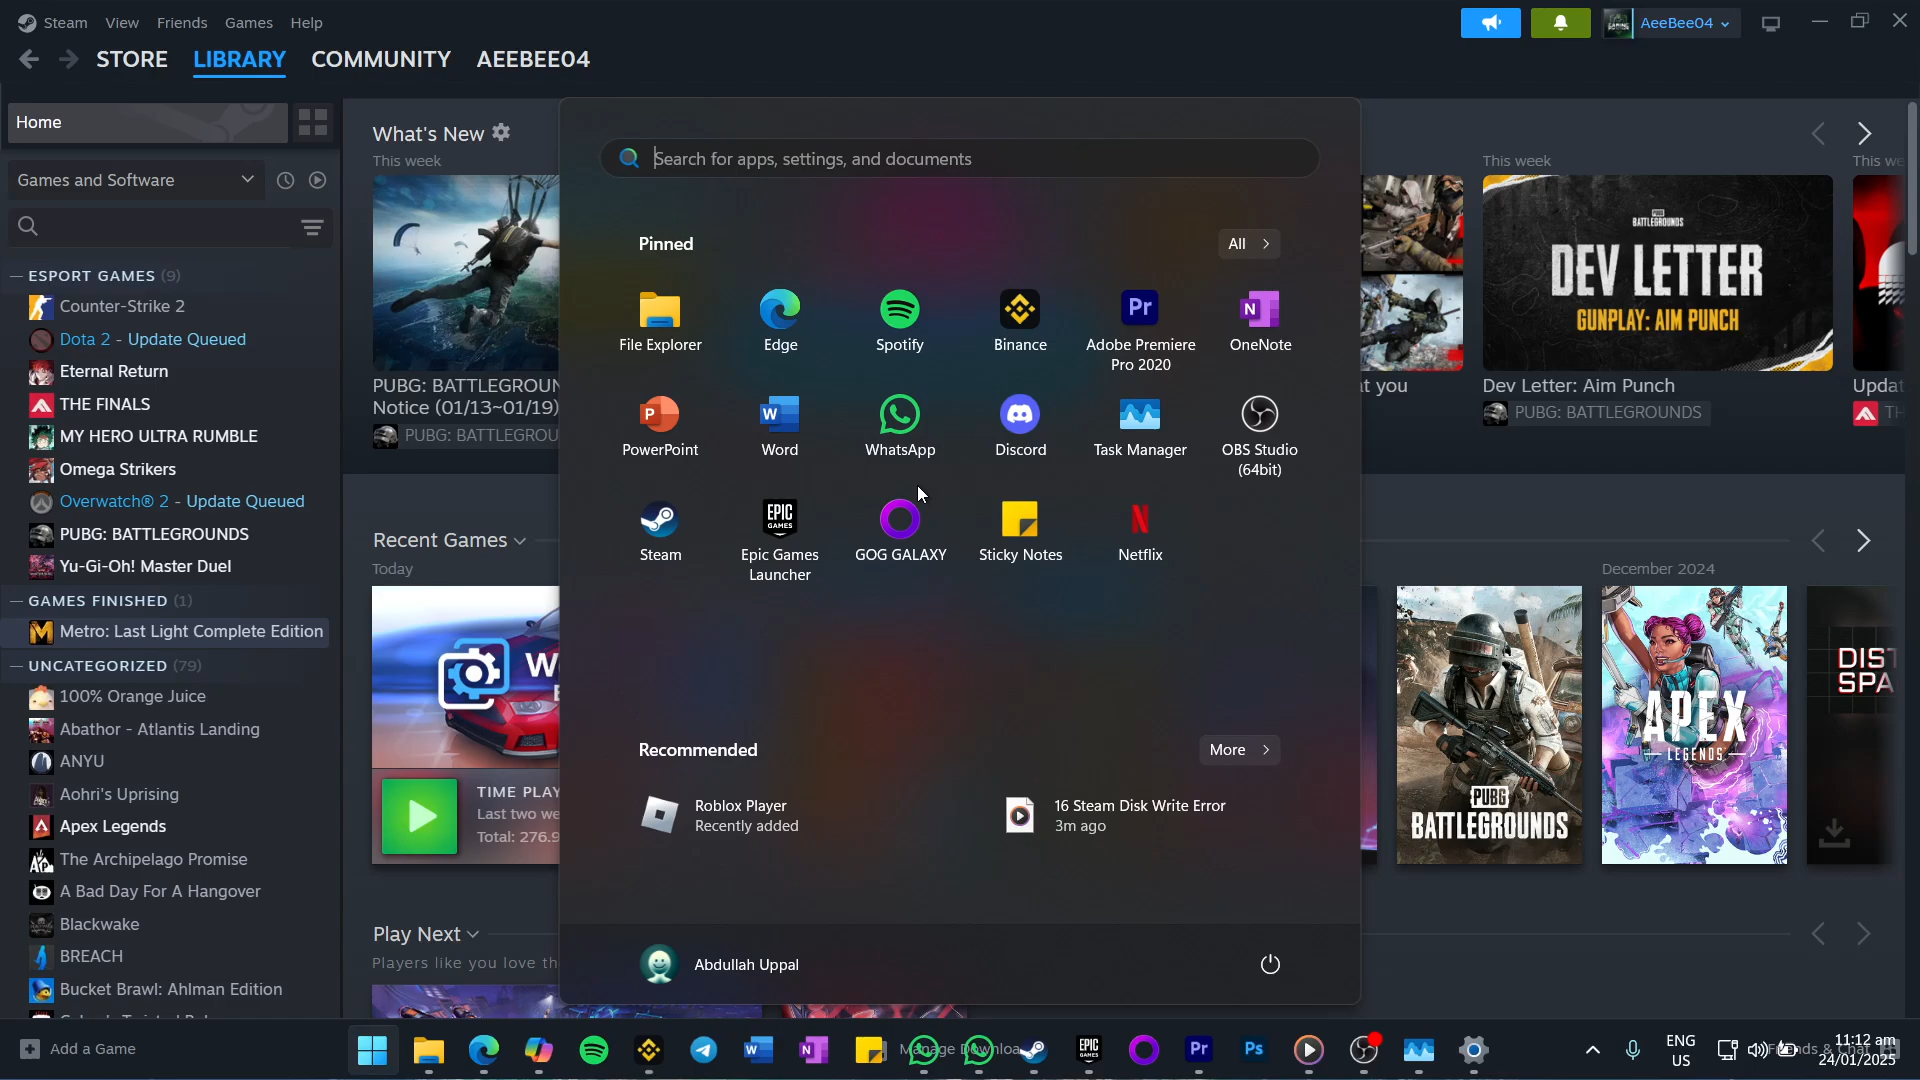 Steam View Friends Games Help
AeeBee04
STORE LIBRARY COMMUNITY AEEBEE04
Home
Games and Software
ESPORT GAMES (9)
Counter-Strike 2
Dota 2 - Update Queued
Eternal Return
THE FINALS
MY HERO ULTRA RUMBLE
Omega Strikers
Overwatch® 2 - Update Queued
PUBG: BATTLEGROUNDS
Yu-Gi-Oh! Master Duel
GAMES FINISHED (1)
Metro: Last Light Complete Edition
UNCATEGORIZED (79)
100% Orange Juice
Abathor - Atlantis Landing
ANYU
Aohri's Uprising
Apex Legends
The Archipelago Promise
A Bad Day For A Hangover
Blackwake
BREACH
Bucket Brawl: Ahlman Edition
Add a Game
What's New
This week
PUBG: BATTLEGROUN
Notice (01/13~01/19)
PUBG: BATTLEGROU
Recent Games
Today
TIME PLAY
Last two we
Total: 276.9
Play Next
Players like you love th
Search for apps, settings, and documents
Pinned
All
File Explorer
Edge
Spotify
Binance
Adobe Premiere
Pro 2020
OneNote
PowerPoint
Word
WhatsApp
Discord
Task Manager
OBS Studio
(64bit)
Steam
EPIC
GAMES
Epic Games
Launcher
GOG GALAXY
Sticky Notes
Netflix
Recommended
More
Roblox Player
Recently added
16 Steam Disk Write Error
3m ago
Abdullah Uppal
t you
This week
PUBG
BATTLEGROUNDS
DEV LETTER
GUNPLAY: AIM PUNCH
Dev Letter: Aim Punch
PUBG: BATTLEGROUNDS
This we
Updat
TH
December 2024
PUBG
BATTLEGROUNDS
APEX
LEGENDS
DIST
SPA
ENG
US
11:12 am
24/01/2025